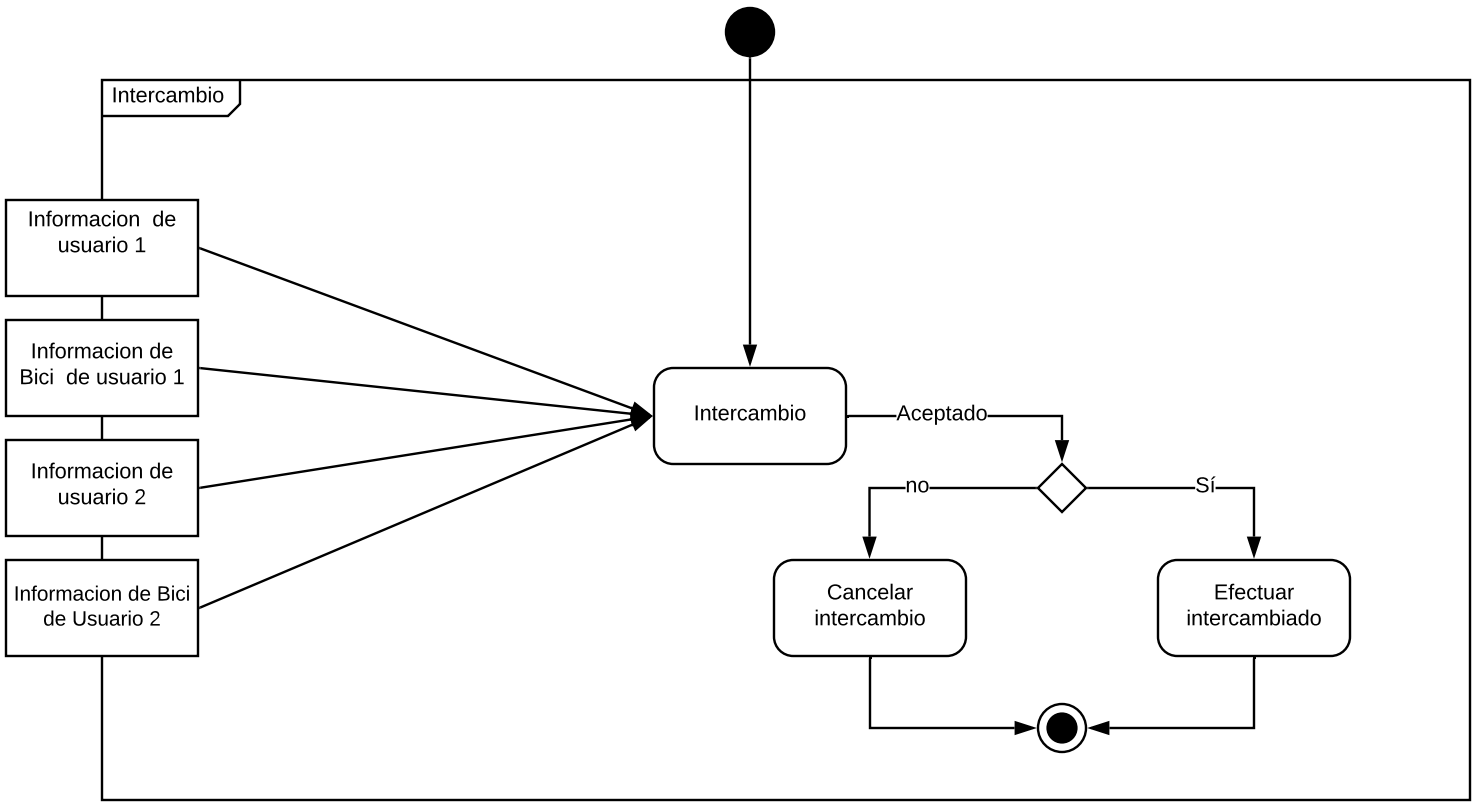 Intercambio
Informacion  de
usuario 1
Informacion de
Bici  de usuario 1
Informacion de
usuario 2
Informacion de Bici
de Usuario 2
Intercambio
Aceptado
no
Sí
Cancelar
intercambio
Efectuar
intercambiado